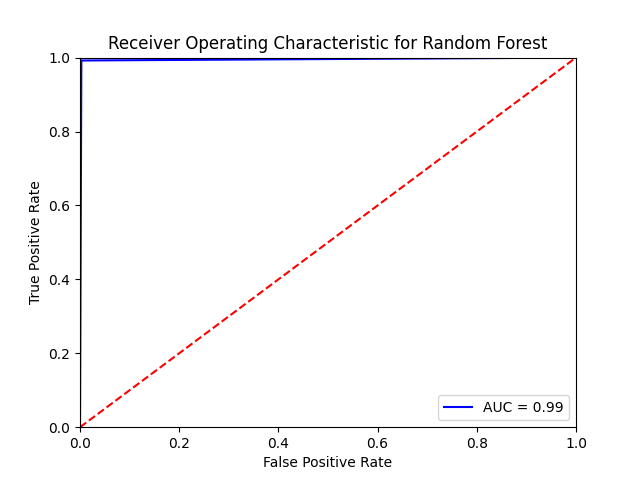 Receiver Operating Characteristic for Random Forest
1.0
0.8
0.6
0.4
0.2
0.0
True Positive Rate
AUC = 0.99
0.0 0.2 0.4 0.6 0.8 1.0
False Positive Rate